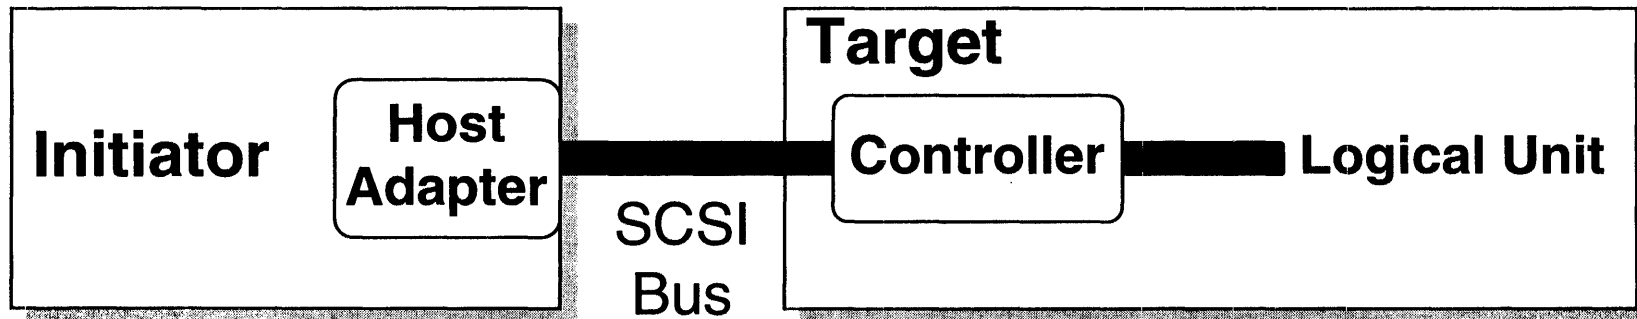 Initiator
Host
Adapter
SCSI
Bus
Target
Controller
Logical Unit